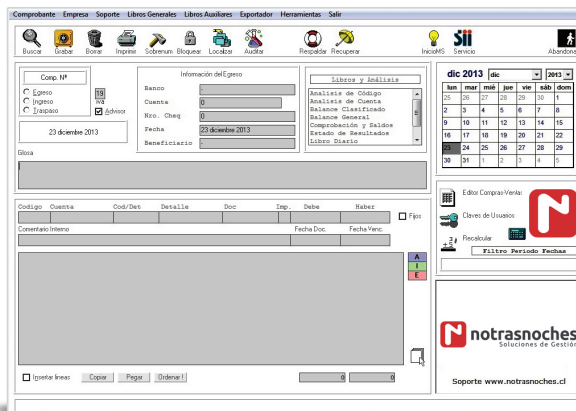 Comprobante Empresa Soporte Libros Generales Libros Auxiliares Exportador Herramientas Salir
Buscar Grabar Borrar Imprimir Sobrenum Bloquear Localizar Auditar Respaldar Recuperar InicioMS Servicio Abandona
sii
Comp. Nº
Egreso
Ingreso
Traspaso
19
iva
Advisor
23 diciembre 2013
Información del Egreso
Banco .
Cuenta 0
Nro. Cheq 0
Fecha 23 diciembre 2013
Beneficiario .
Libros y Análisis
Analisis de Código
Analisis de Cuenta
Balance Clasificado
Balance General
Comprobación y Saldos
Estado de Resultados
Libro Diario
dic 2013 dic 2013
lun mar mié jue vie sáb dom
25 26 27 28 29 30 1
2 3 4 5 6 7 8
9 10 11 12 13 14 15
16 17 18 19 20 21 22
23 24 25 26 27 28 29
30 31 1 2 3 4 5
Glosa
Codigo Cuenta Cod/Det Detalle Doc Imp. Debe Haber
Fijos
Comentario Interno Fecha Doc. Fecha Venc.
A
I
E
Editor Compras-Ventas
Claves de Usuarios
Recalcular
Filtro Periodo Fechas
N
notrasnoches
Soluciones de Gestión
Soporte www.notrasnoches.cl
Insertar líneas Copiar Pegar Ordenar ! 0 0